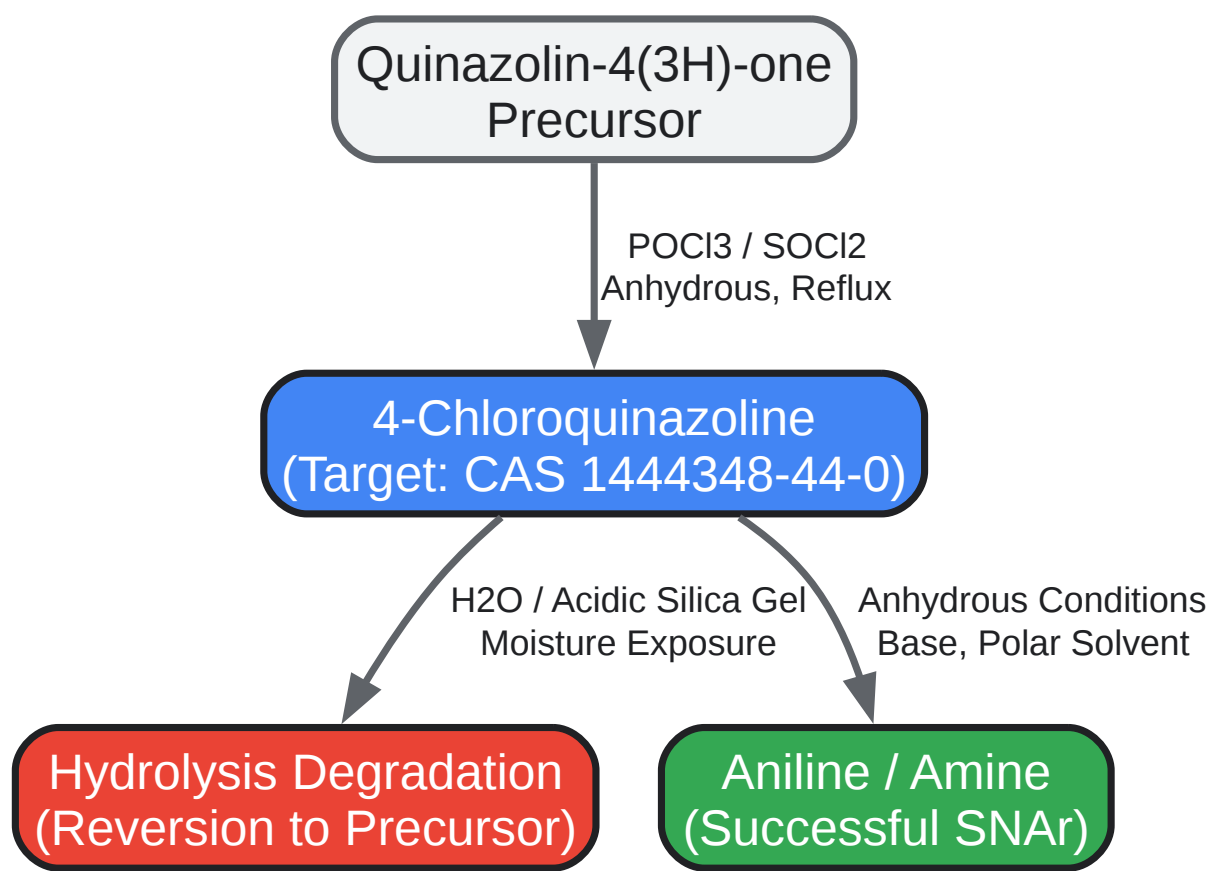 Quinazolin-4(3H)-one
Precursor
POCl3 / SOCl2
Anhydrous, Reflux
4-Chloroquinazoline
(Target: CAS 1444348-44-0)
H2O / Acidic Silica Gel
Moisture Exposure
Anhydrous Conditions
Base, Polar Solvent
Hydrolysis Degradation
(Reversion to Precursor)
Aniline / Amine
(Successful SNAr)